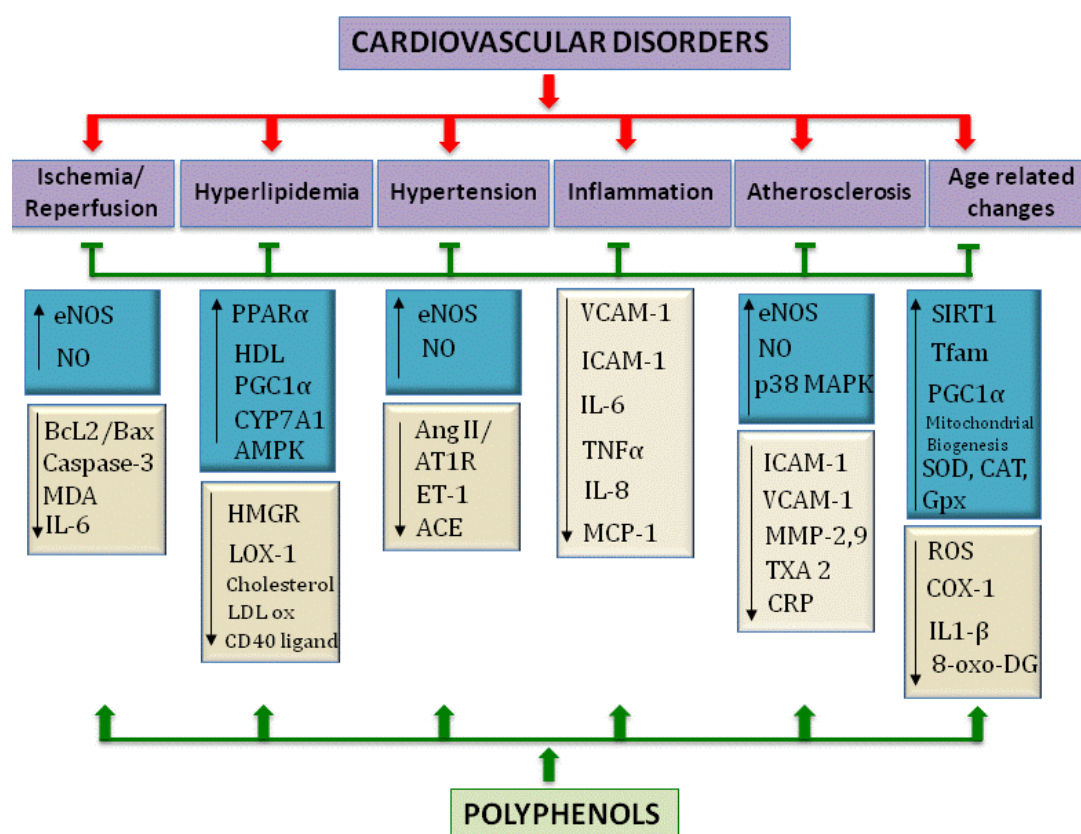 CARDIOVASCULAR DISORDERS
Ischemia/
Reperfusion
Hyperlipidemia
Hypertension
Inflammation
Atherosclerosis
Age related
changes
eNOS
NO
BcL2/Bax
Caspase-3
MDA
IL-6
PPARα
HDL
PGC1α
CYP7A1
AMPK
HMGR
LOX-1
Cholesterol
LDL ox
CD40 ligand
eNOS
NO
Ang II/
AT1R
ET-1
ACE
VCAM-1
ICAM-1
IL-6
TNFα
IL-8
MCP-1
eNOS
NO
p38 MAPK
ICAM-1
VCAM-1
MMP-2,9
TXA 2
CRP
SIRT1
Tfam
PGC1α
Mitochondrial
Biogenesis
SOD, CAT,
Gpx
ROS
COX-1
IL1-β
8-oxo-DG
POLYPHENOLS